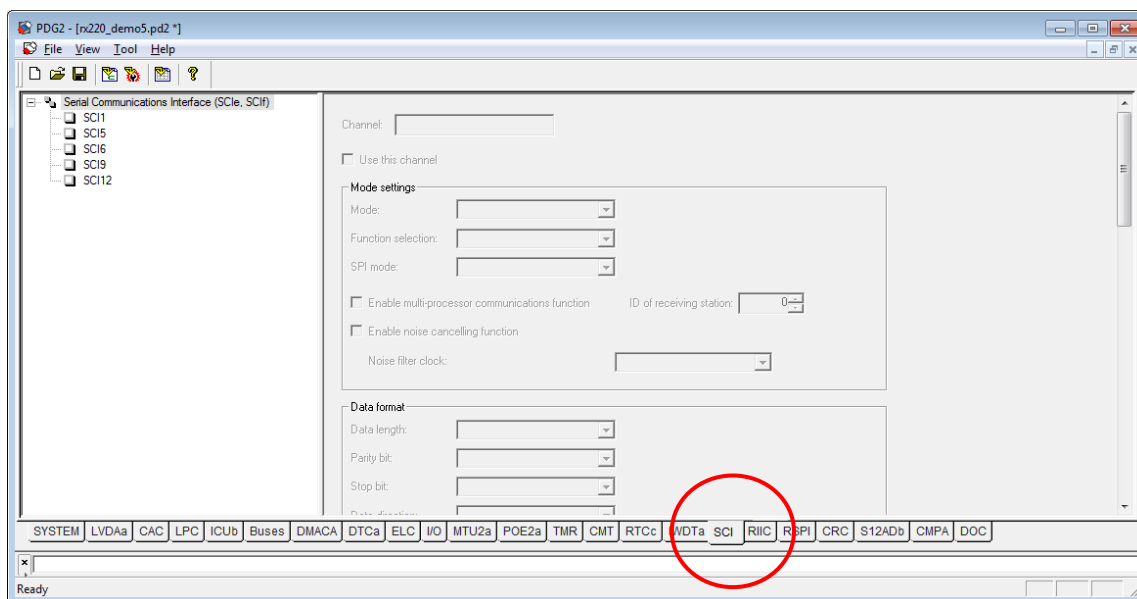 PDG2 - [rx220_demo5.pd2 *]
File View Tool Help
Serial Communications Interface (SCIe, SCIf)
SCI1
SCI5
SCI6
SCI9
SCI12
Channel:
Use this channel
Mode settings
Mode:
Function selection:
SPI mode:
Enable multi-processor communications function ID of receiving station: 0
Enable noise cancelling function
Noise filter clock:
Data format
Data length:
Parity bit:
Stop bit:
Data direction:
SYSTEM LVDAa CAC LPC ICUb Buses DMACA DTCa ELC I/O MTU2a POE2a TMR CMT RTCc IWDTa SCI RIIC RSPI CRC S12ADb CMPA DOC
Ready